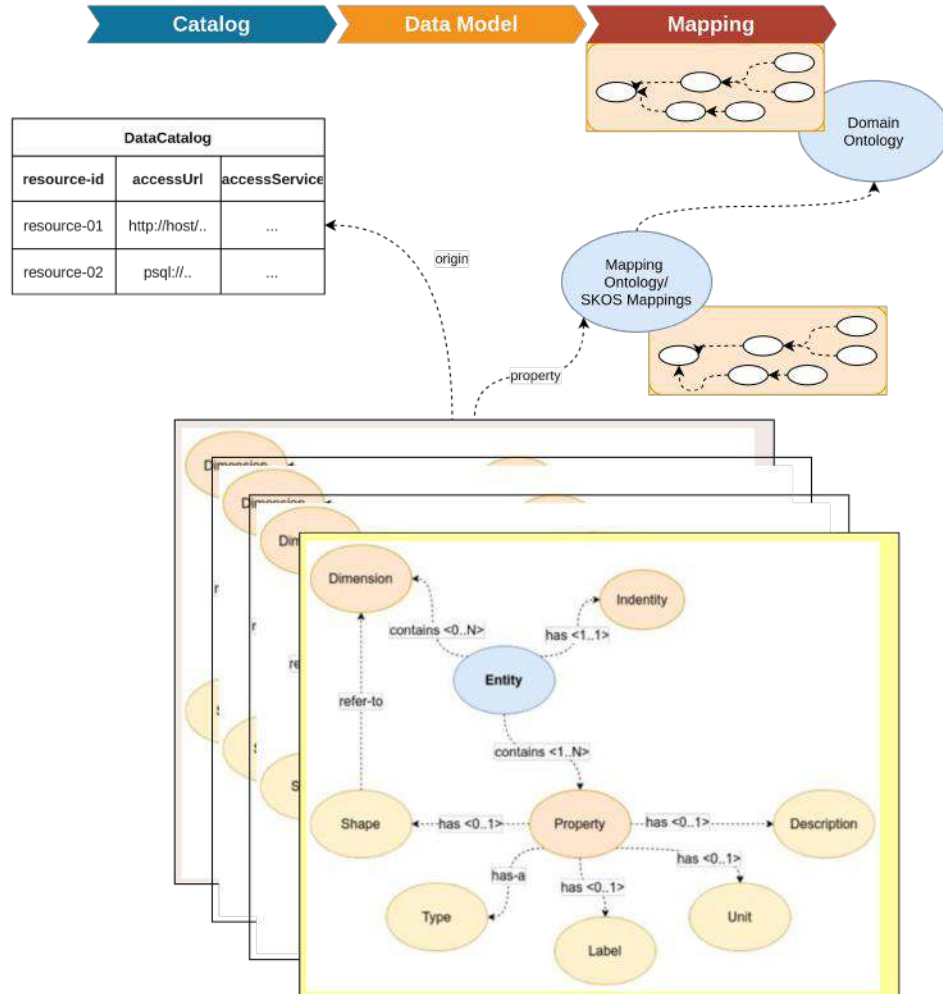 Catalog
Data Model
Mapping
Domain
Ontology
DataCatalog
resource-id accessUrl accessService
resource-01 http://host/.. ...
resource-02 psql://.. ...
origin
Mapping
Ontology/
SKOS Mappings
property
Dimension
Dimension
Dimension
Indentity
contains <0..N>
has <1..1>
Entity
refer-to
contains <1..N>
Shape
has <0..1>
Property
has <0..1>
Description
has-a
has <0..1>
has <0..1>
Type
Unit
Label